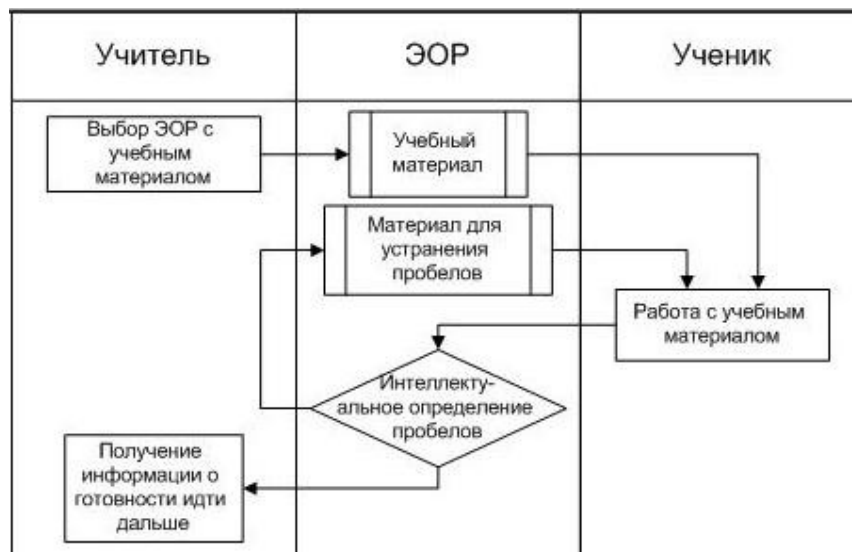 Учитель
ЭОР
Ученик
Выбор ЭОР с
учебным
материалом
Учебный
материал
Материал для
устранения
пробелов
Работа с учебным
материалом
Интеллекту-
альное определение
пробелов
Получение
информации о
готовности идти
дальше